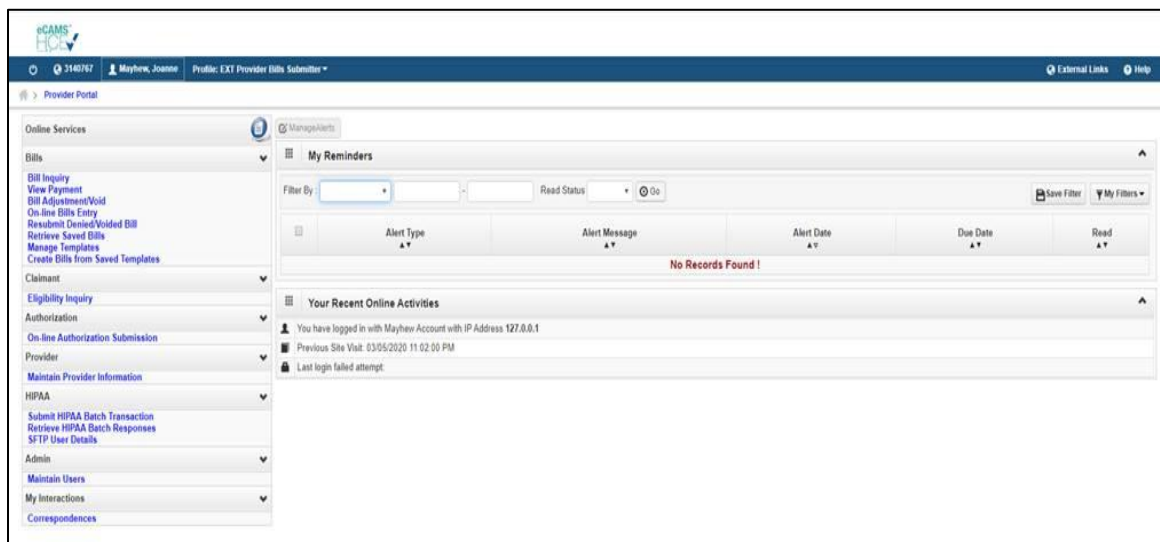 eCAMS
HCE
3140767 Mayhew, Joanne Profile: EXT Provider Bills Submitter External Links Help
> Provider Portal
Online Services
Bills
Bill Inquiry
View Payment
Bill Adjustment/Void
On-line Bills Entry
Resubmit Denied/Voided Bill
Retrieve Saved Bills
Manage Templates
Create Bills from Saved Templates
Claimant
Eligibility Inquiry
Authorization
On-line Authorization Submission
Provider
Maintain Provider Information
HIPAA
Submit HIPAA Batch Transaction
Retrieve HIPAA Batch Responses
SFTP User Details
Admin
Maintain Users
My Interactions
Correspondences
ManageAlerts
My Reminders
Filter By : - Read Status Go Save Filter My Filters
Alert Type Alert Message Alert Date Due Date Read
No Records Found !
Your Recent Online Activities
You have logged in with Mayhew Account with IP Address 127.0.0.1
Previous Site Visit: 03/05/2020 11:02:00 PM
Last login failed attempt: